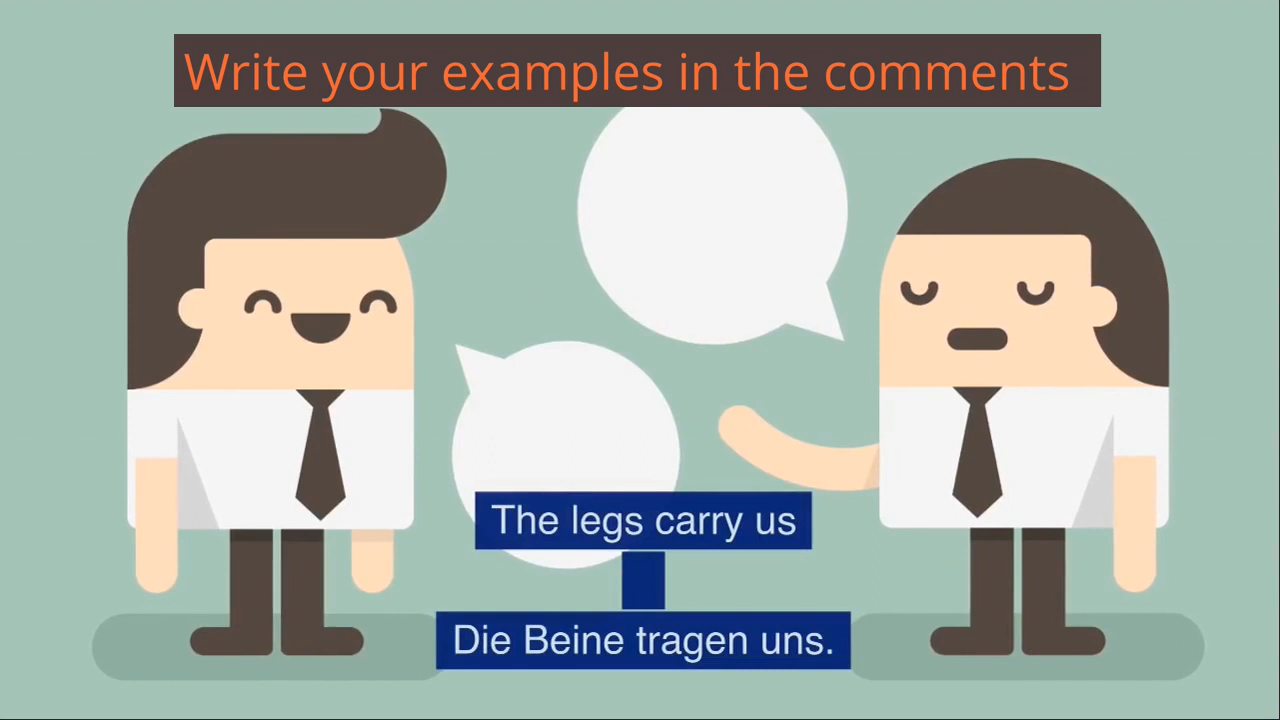 Write your examples in the comments
The legs carry us
Die Beine tragen uns.